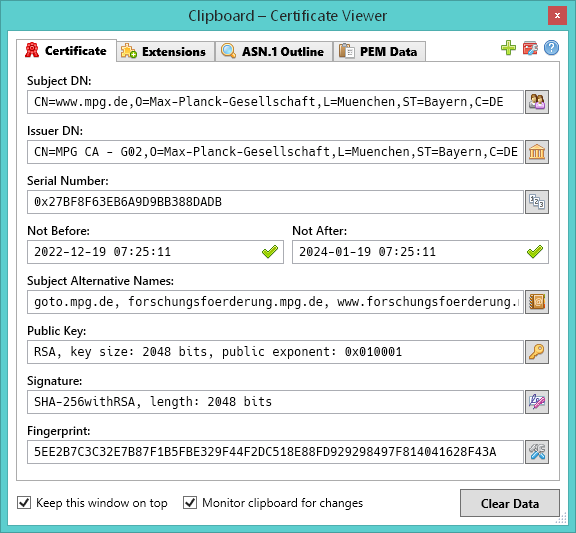 Clipboard – Certificate Viewer
x
Certificate Extensions ASN.1 Outline PEM Data
Subject DN:
CN=www.mpg.de,O=Max-Planck-Gesellschaft,L=Muenchen,ST=Bayern,C=DE
Issuer DN:
CN=MPG CA - G02,O=Max-Planck-Gesellschaft,L=Muenchen,ST=Bayern,C=DE
Serial Number:
0x27BF8F63EB6A9D9BB388DADB
Not Before: Not After:
2022-12-19 07:25:11 2024-01-19 07:25:11
Subject Alternative Names:
goto.mpg.de, forschungsfoerderung.mpg.de, www.forschungsfoerderung.
Public Key:
RSA, key size: 2048 bits, public exponent: 0x010001
Signature:
SHA-256withRSA, length: 2048 bits
Fingerprint:
5EE2B7C3C32E7B87F1B5FBE329F44F2DC518E88FD929298497F814041628F43A
Keep this window on top Monitor clipboard for changes Clear Data